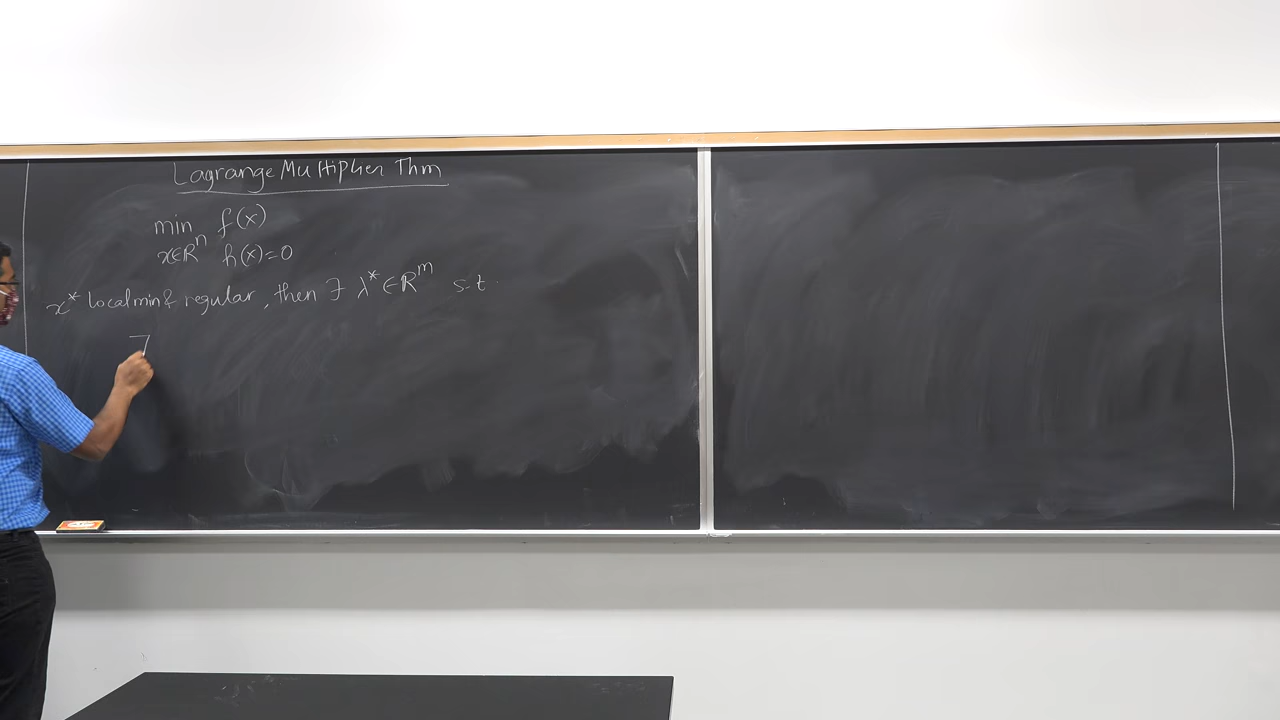 Lagrange Multiplier Thm
min f(x)
x∈Rⁿ h(x)=0
x* local min & regular, then ∃ λ* ∈ Rᵐ s.t.